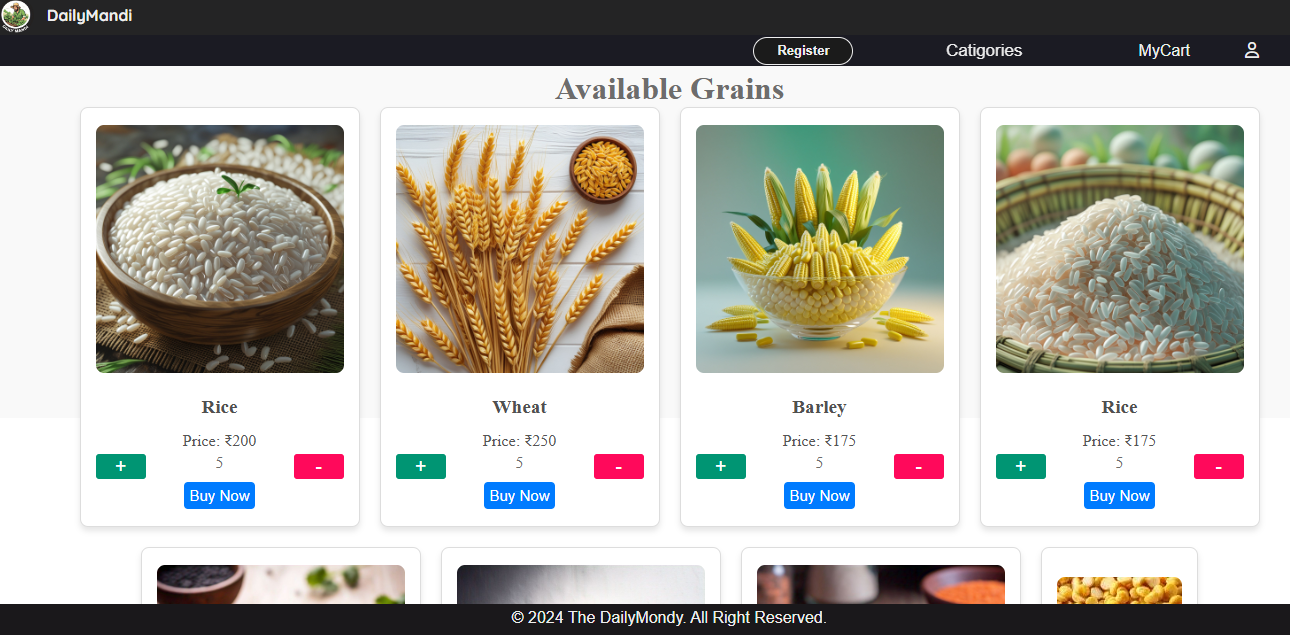 DailyMandi
Register Catigories MyCart
Available Grains
Rice Wheat Barley Rice
Price: ₹200 Price: ₹250 Price: ₹175 Price: ₹175
+ 5 - + 5 - + 5 - + 5 -
Buy Now Buy Now Buy Now Buy Now
© 2024 The DailyMondy. All Right Reserved.